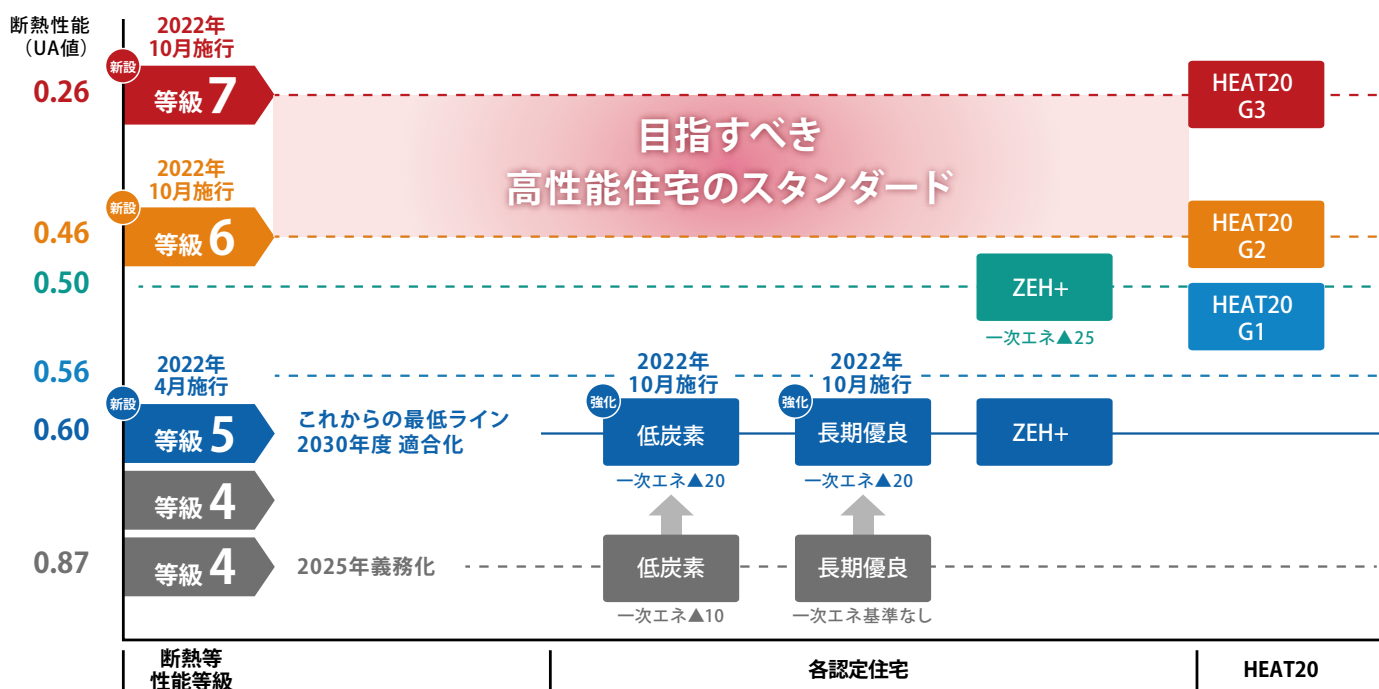 断熱性能
（UA値）
2022年
10月施行
新設
0.26
等級 7
HEAT20
G3
目指すべき
高性能住宅のスタンダード
2022年
10月施行
新設
0.46
等級 6
HEAT20
G2
0.50
ZEH+
一次エネ▲25
HEAT20
G1
0.56
2022年
4月施行
2022年
10月施行
2022年
10月施行
新設
0.60
等級 5
これからの最低ライン
2030年度 適合化
強化
低炭素
一次エネ▲20
強化
長期優良
一次エネ▲20
ZEH+
等級 4
0.87
等級 4
2025年義務化
低炭素
一次エネ▲10
長期優良
一次エネ基準なし
断熱等
性能等級
各認定住宅
HEAT20